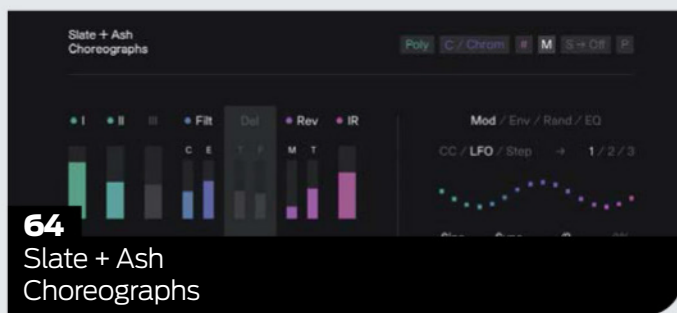 Slate + Ash
Choreographs
Poly C / Chrom # M S → Off P
I II III Filt Del Rev IR
C E T F M T
Mod / Env / Rand / EQ
CC / LFO / Step → 1 / 2 / 3
64
Slate + Ash
Choreographs